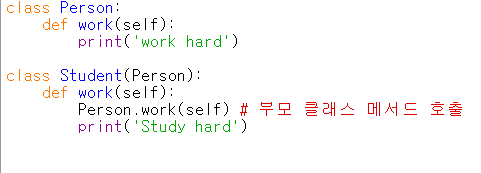 class Person:
    def work(self):
        print('work hard')

class Student(Person):
    def work(self):
        Person.work(self) # 부모 클래스 메서드 호출
        print('Study hard')